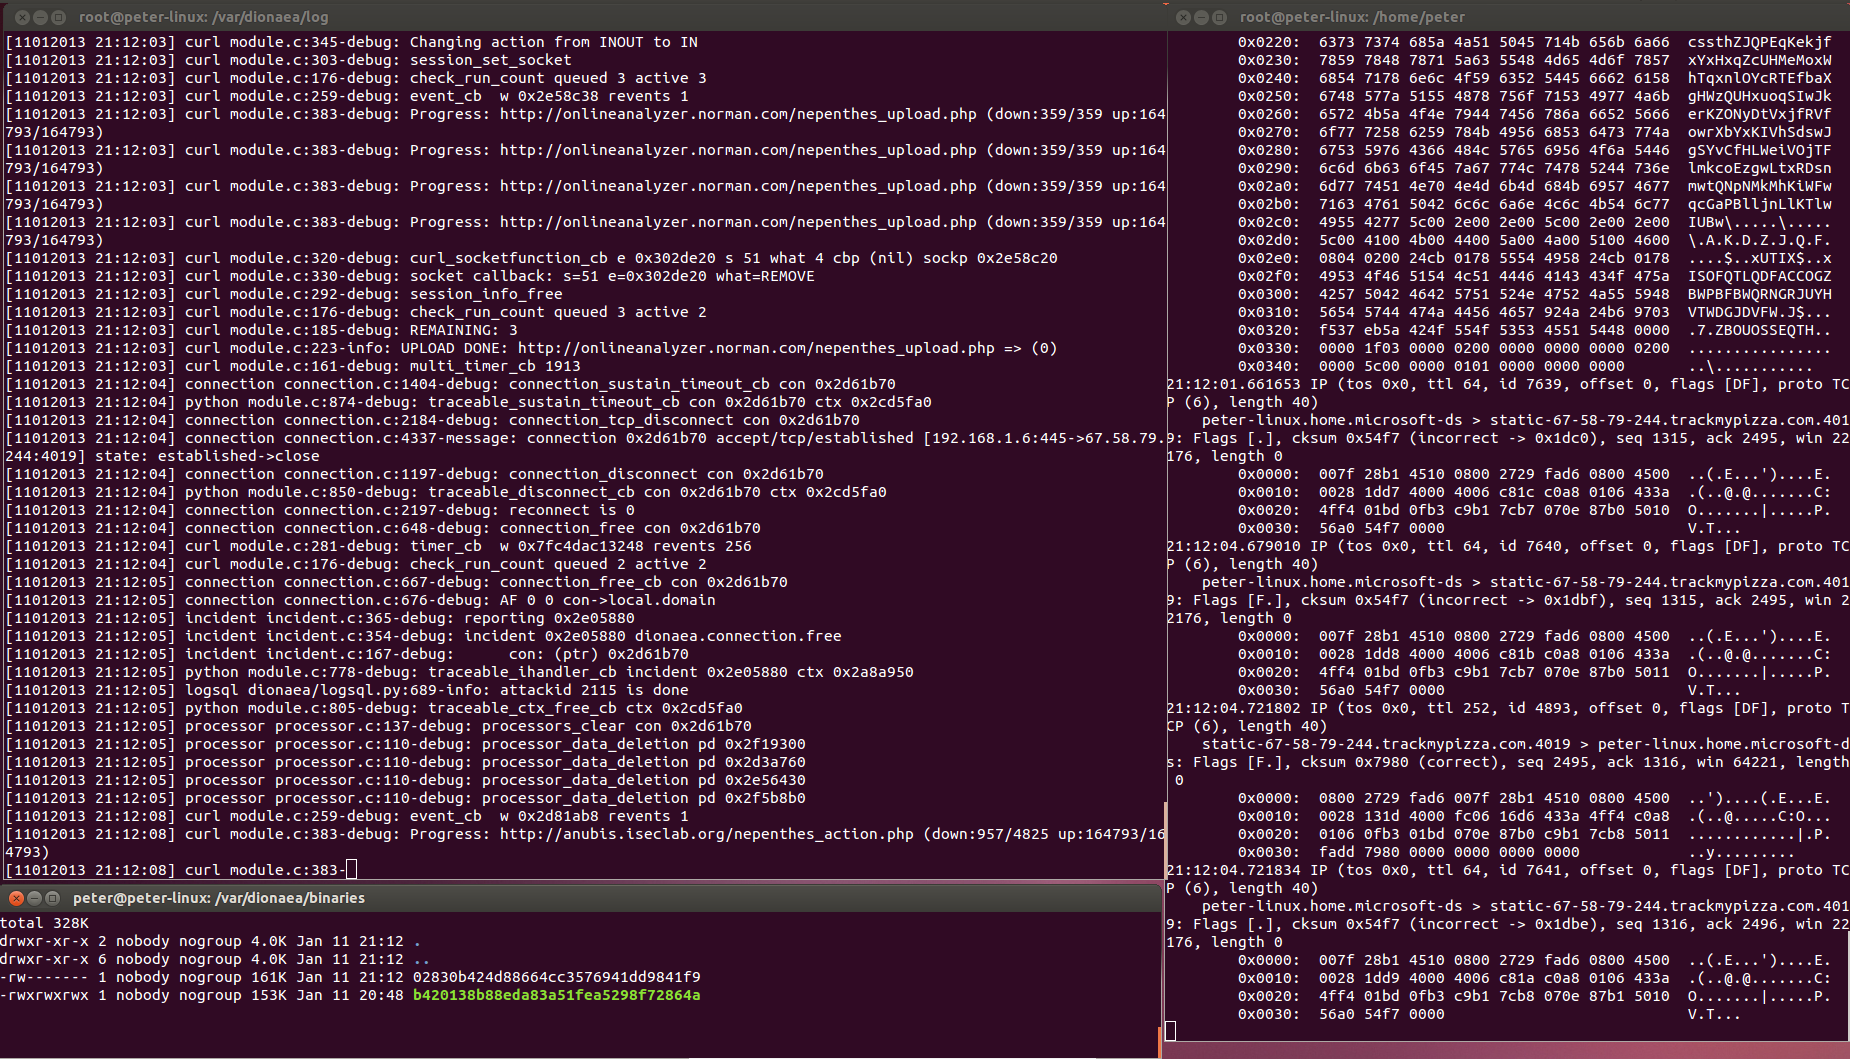 root@peter-linux: /var/dionaea/log
[11012013 21:12:03] curl module.c:345-debug: Changing action from INOUT to IN
[11012013 21:12:03] curl module.c:303-debug: session_set_socket
[11012013 21:12:03] curl module.c:176-debug: check_run_count queued 3 active 3
[11012013 21:12:03] curl module.c:259-debug: event_cb  w 0x2e58c38 revents 1
[11012013 21:12:03] curl module.c:383-debug: Progress: http://onlineanalyzer.norman.com/nepenthes_upload.php (down:359/359 up:164
793/164793)
[11012013 21:12:03] curl module.c:383-debug: Progress: http://onlineanalyzer.norman.com/nepenthes_upload.php (down:359/359 up:164
793/164793)
[11012013 21:12:03] curl module.c:383-debug: Progress: http://onlineanalyzer.norman.com/nepenthes_upload.php (down:359/359 up:164
793/164793)
[11012013 21:12:03] curl module.c:383-debug: Progress: http://onlineanalyzer.norman.com/nepenthes_upload.php (down:359/359 up:164
793/164793)
[11012013 21:12:03] curl module.c:320-debug: curl_socketfunction_cb e 0x302de20 s 51 what 4 cbp (nil) sockp 0x2e58c20
[11012013 21:12:03] curl module.c:330-debug: socket callback: s=51 e=0x302de20 what=REMOVE
[11012013 21:12:03] curl module.c:292-debug: session_info_free
[11012013 21:12:03] curl module.c:176-debug: check_run_count queued 3 active 2
[11012013 21:12:03] curl module.c:185-debug: REMAINING: 3
[11012013 21:12:03] curl module.c:223-info: UPLOAD DONE: http://onlineanalyzer.norman.com/nepenthes_upload.php => (0)
[11012013 21:12:03] curl module.c:161-debug: multi_timer_cb 1913
[11012013 21:12:04] connection connection.c:1404-debug: connection_sustain_timeout_cb con 0x2d61b70
[11012013 21:12:04] python module.c:874-debug: traceable_sustain_timeout_cb con 0x2d61b70 ctx 0x2cd5fa0
[11012013 21:12:04] connection connection.c:2184-debug: connection_tcp_disconnect con 0x2d61b70
[11012013 21:12:04] connection connection.c:4337-message: connection 0x2d61b70 accept/tcp/established [192.168.1.6:445->67.58.79.
244:4019] state: established->close
[11012013 21:12:04] connection connection.c:1197-debug: connection_disconnect con 0x2d61b70
[11012013 21:12:04] python module.c:850-debug: traceable_disconnect_cb con 0x2d61b70 ctx 0x2cd5fa0
[11012013 21:12:04] connection connection.c:2197-debug: reconnect is 0
[11012013 21:12:04] connection connection.c:648-debug: connection_free con 0x2d61b70
[11012013 21:12:04] curl module.c:281-debug: timer_cb  w 0x7fc4dac13248 revents 256
[11012013 21:12:04] curl module.c:176-debug: check_run_count queued 2 active 2
[11012013 21:12:05] connection connection.c:667-debug: connection_free_cb con 0x2d61b70
[11012013 21:12:05] connection connection.c:676-debug: AF 0 0 con->local.domain
[11012013 21:12:05] incident incident.c:365-debug: reporting 0x2e05880
[11012013 21:12:05] incident incident.c:354-debug: incident 0x2e05880 dionaea.connection.free
[11012013 21:12:05] incident incident.c:167-debug:      con: (ptr) 0x2d61b70
[11012013 21:12:05] python module.c:778-debug: traceable_ihandler_cb incident 0x2e05880 ctx 0x2a8a950
[11012013 21:12:05] logsql dionaea/logsql.py:689-info: attackid 2115 is done
[11012013 21:12:05] python module.c:805-debug: traceable_ctx_free_cb ctx 0x2cd5fa0
[11012013 21:12:05] processor processor.c:137-debug: processors_clear con 0x2d61b70
[11012013 21:12:05] processor processor.c:110-debug: processor_data_deletion pd 0x2f19300
[11012013 21:12:05] processor processor.c:110-debug: processor_data_deletion pd 0x2d3a760
[11012013 21:12:05] processor processor.c:110-debug: processor_data_deletion pd 0x2e56430
[11012013 21:12:05] processor processor.c:110-debug: processor_data_deletion pd 0x2f5b8b0
[11012013 21:12:08] curl module.c:259-debug: event_cb  w 0x2d81ab8 revents 1
[11012013 21:12:08] curl module.c:383-debug: Progress: http://anubis.iseclab.org/nepenthes_action.php (down:957/4825 up:164793/16
4793)
[11012013 21:12:08] curl module.c:383-
peter@peter-linux: /var/dionaea/binaries
total 328K
drwxr-xr-x 2 nobody nogroup 4.0K Jan 11 21:12 .
drwxr-xr-x 6 nobody nogroup 4.0K Jan 11 21:12 ..
-rw------- 1 nobody nogroup 161K Jan 11 21:12 02830b424d88664cc3576941dd9841f9
-rwxrwxrwx 1 nobody nogroup 153K Jan 11 20:48 b420138b88eda83a51fea5298f72864a
root@peter-linux: /home/peter
0x0220:  6373 7374 685a 4a51 5045 714b 656b 6a66  cssthZJQPEqKekjf
0x0230:  7859 7848 7871 5a63 5548 4d65 4d6f 7857  xYxHxqZcUHMeMoxW
0x0240:  6854 7178 6e6c 4f59 6352 5445 6662 6158  hTqxnlOYcRTEfbaX
0x0250:  6748 577a 5155 4878 756f 7153 4977 4a6b  gHWzQUHxuoqSIwJk
0x0260:  6572 4b5a 4f4e 7944 7456 786a 6652 5666  erKZONyDtVxjfRVf
0x0270:  6f77 7258 6259 784b 4956 6853 6473 774a  owrXbYxKIVhSdswJ
0x0280:  6753 5976 4366 484c 5765 6956 4f6a 5446  gSYvCfHLWeiVOjTF
0x0290:  6c6d 6b63 6f45 7a67 774c 7478 5244 736e  lmkcoEzgwLtxRDsn
0x02a0:  6d77 7451 4e70 4e4d 6b4d 684b 6957 4677  mwtQNpNMkMhKiWFw
0x02b0:  7163 4761 5042 6c6c 6a6e 4c6c 4b54 6c77  qcGaPBlljnLlKTlw
0x02c0:  4955 4277 5c00 2e00 2e00 5c00 2e00 2e00  IUBw\.....\.....
0x02d0:  5c00 4100 4b00 4400 5a00 4a00 5100 4600  \.A.K.D.Z.J.Q.F.
0x02e0:  0804 0200 24cb 0178 5554 4958 24cb 0178  ....$..xUTIX$..x
0x02f0:  4953 4f46 5154 4c51 4446 4143 434f 475a  ISOFQTLQDFACCOGZ
0x0300:  4257 5042 4642 5751 524e 4752 4a55 5948  BWPBFBWQRNGRJUYH
0x0310:  5654 5744 474a 4456 4657 924a 24b6 9703  VTWDGJDVFW.J$...
0x0320:  f537 eb5a 424f 554f 5353 4551 5448 0000  .7.ZBOUOSSEQTH..
0x0330:  0000 1f03 0000 0200 0000 0000 0000 0200  ................
0x0340:  0000 5c00 0000 0101 0000 0000 0000  ..\...........
21:12:01.661653 IP (tos 0x0, ttl 64, id 7639, offset 0, flags [DF], proto TC
P (6), length 40)
peter-linux.home.microsoft-ds > static-67-58-79-244.trackmypizza.com.401
9: Flags [.], cksum 0x54f7 (incorrect -> 0x1dc0), seq 1315, ack 2495, win 22
176, length 0
0x0000:  007f 28b1 4510 0800 2729 fad6 0800 4500  ..(.E...')....E.
0x0010:  0028 1dd7 4000 4006 c81c c0a8 0106 433a  .(..@.@.......C:
0x0020:  4ff4 01bd 0fb3 c9b1 7cb7 070e 87b0 5010  O.......|.....P.
0x0030:  56a0 54f7 0000  V.T...
21:12:04.679010 IP (tos 0x0, ttl 64, id 7640, offset 0, flags [DF], proto TC
P (6), length 40)
peter-linux.home.microsoft-ds > static-67-58-79-244.trackmypizza.com.401
9: Flags [F.], cksum 0x54f7 (incorrect -> 0x1dbf), seq 1315, ack 2495, win 2
2176, length 0
0x0000:  007f 28b1 4510 0800 2729 fad6 0800 4500  ..(.E...')....E.
0x0010:  0028 1dd8 4000 4006 c81b c0a8 0106 433a  .(..@.@.......C:
0x0020:  4ff4 01bd 0fb3 c9b1 7cb7 070e 87b0 5011  O.......|.....P.
0x0030:  56a0 54f7 0000  V.T...
21:12:04.721802 IP (tos 0x0, ttl 252, id 4893, offset 0, flags [DF], proto T
CP (6), length 40)
static-67-58-79-244.trackmypizza.com.4019 > peter-linux.home.microsoft-d
s: Flags [F.], cksum 0x7980 (correct), seq 2495, ack 1316, win 64221, length
0
0x0000:  0800 2729 fad6 007f 28b1 4510 0800 4500  ..')....(.E...E.
0x0010:  0028 131d 4000 fc06 16d6 433a 4ff4 c0a8  .(..@.....C:O...
0x0020:  0106 0fb3 01bd 070e 87b0 c9b1 7cb8 5011  ............|.P.
0x0030:  fadd 7980 0000 0000 0000 0000  ..y.........
21:12:04.721834 IP (tos 0x0, ttl 64, id 7641, offset 0, flags [DF], proto TC
P (6), length 40)
peter-linux.home.microsoft-ds > static-67-58-79-244.trackmypizza.com.401
9: Flags [.], cksum 0x54f7 (incorrect -> 0x1dbe), seq 1316, ack 2496, win 22
176, length 0
0x0000:  007f 28b1 4510 0800 2729 fad6 0800 4500  ..(.E...')....E.
0x0010:  0028 1dd9 4000 4006 c81a c0a8 0106 433a  .(..@.@.......C:
0x0020:  4ff4 01bd 0fb3 c9b1 7cb8 070e 87b1 5010  O.......|.....P.
0x0030:  56a0 54f7 0000  V.T...